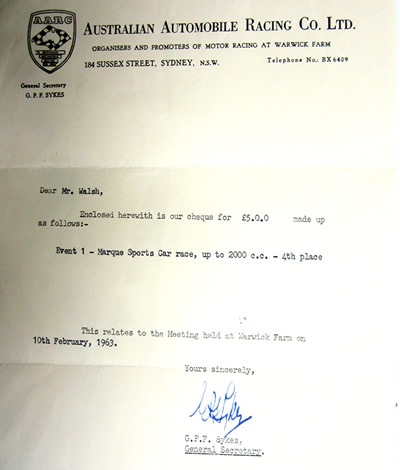 AARC
AUSTRALIAN AUTOMOBILE RACING CO. LTD.
ORGANISERS AND PROMOTERS OF MOTOR RACING AT WARWICK FARM
184 SUSSEX STREET, SYDNEY, N.S.W. Telephone No.: BX 6409
General Secretary
G. P. F. SYKES
Dear Mr. Walsh,
Enclosed herewith is our cheque for £5.0.0 made up
as follows:-
Event 1 - Marque Sports Car race, up to 2000 c.c. - 4th place
This relates to the Meeting held at Warwick Farm on
10th February, 1963.
Yours sincerely,
G.P.F. Sykes,
General Secretary.